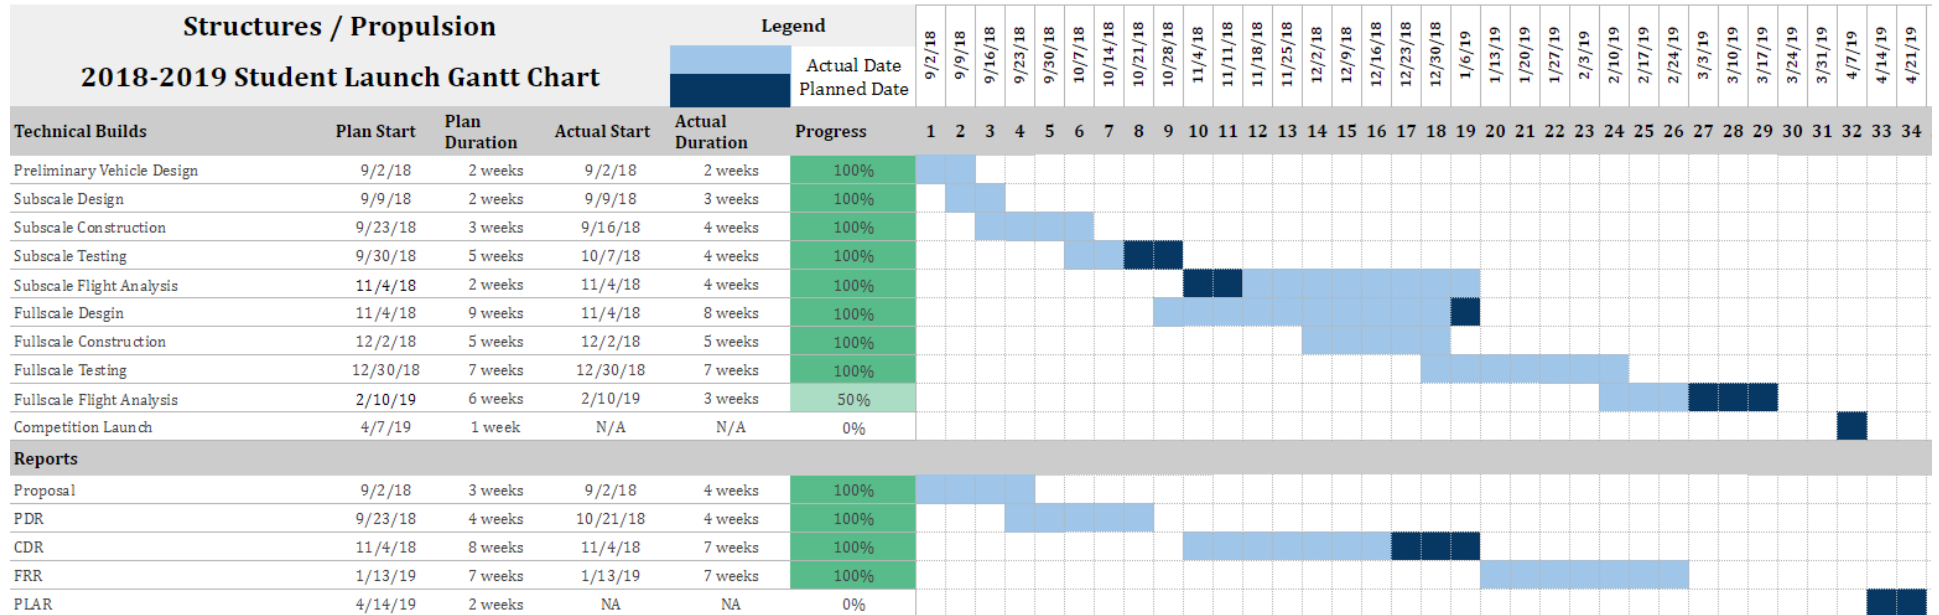 Structures / Propulsion
2018-2019 Student Launch Gantt Chart
Legend
Actual Date
Planned Date
9/2/18 9/9/18 9/16/18 9/23/18 9/30/18 10/7/18 10/14/18 10/21/18 10/28/18 11/4/18 11/11/18 11/18/18 11/25/18 12/2/18 12/9/18 12/16/18 12/23/18 12/30/18 1/6/19 1/13/19 1/20/19 1/27/19 2/3/19 2/10/19 2/17/19 2/24/19 3/3/19 3/10/19 3/17/19 3/24/19 3/31/19 4/7/19 4/14/19 4/21/19
Technical Builds Plan Start Plan Duration Actual Start Actual Duration Progress 1 2 3 4 5 6 7 8 9 10 11 12 13 14 15 16 17 18 19 20 21 22 23 24 25 26 27 28 29 30 31 32 33 34
Preliminary Vehicle Design 9/2/18 2 weeks 9/2/18 2 weeks 100%
Subscale Design 9/9/18 2 weeks 9/9/18 3 weeks 100%
Subscale Construction 9/23/18 3 weeks 9/16/18 4 weeks 100%
Subscale Testing 9/30/18 5 weeks 10/7/18 4 weeks 100%
Subscale Flight Analysis 11/4/18 2 weeks 11/4/18 4 weeks 100%
Fullscale Desgin 11/4/18 9 weeks 11/4/18 8 weeks 100%
Fullscale Construction 12/2/18 5 weeks 12/2/18 5 weeks 100%
Fullscale Testing 12/30/18 7 weeks 12/30/18 7 weeks 100%
Fullscale Flight Analysis 2/10/19 6 weeks 2/10/19 3 weeks 50%
Competition Launch 4/7/19 1 week N/A N/A 0%
Reports
Proposal 9/2/18 3 weeks 9/2/18 4 weeks 100%
PDR 9/23/18 4 weeks 10/21/18 4 weeks 100%
CDR 11/4/18 8 weeks 11/4/18 7 weeks 100%
FRR 1/13/19 7 weeks 1/13/19 7 weeks 100%
PLAR 4/14/19 2 weeks NA NA 0%